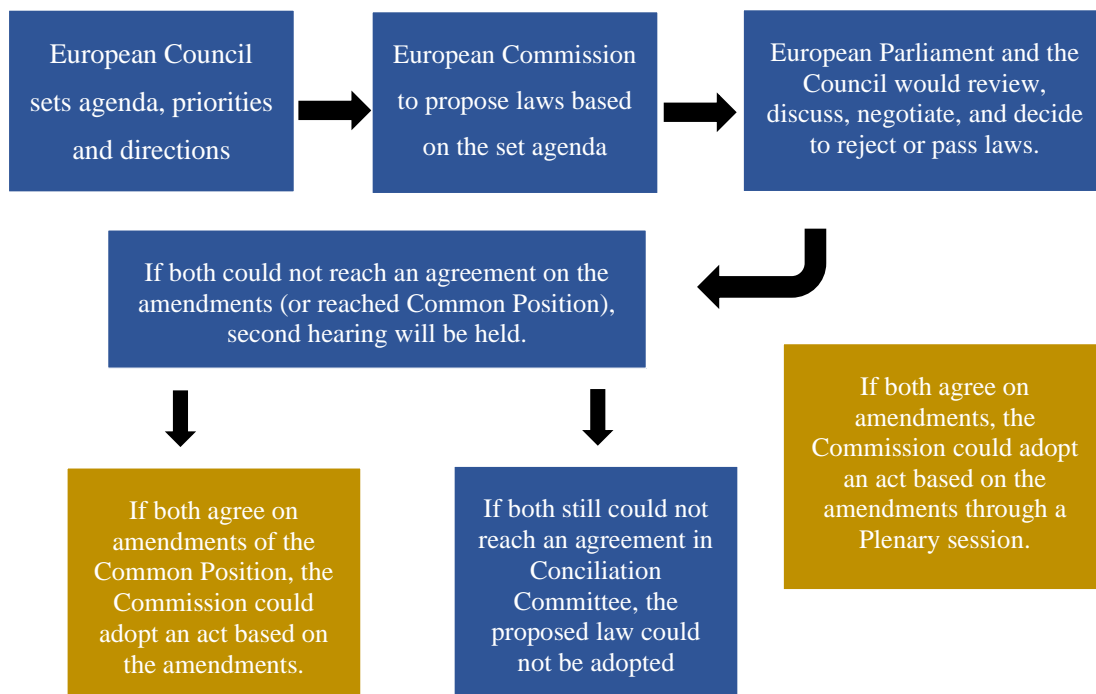 European Council
sets agenda, priorities
and directions
European Commission
to propose laws based
on the set agenda
European Parliament and the
Council would review,
discuss, negotiate, and decide
to reject or pass laws.
If both could not reach an agreement on the
amendments (or reached Common Position),
second hearing will be held.
If both agree on
amendments, the
Commission could adopt
an act based on the
amendments through a
Plenary session.
If both agree on
amendments of the
Common Position, the
Commission could
adopt an act based on
the amendments.
If both still could not
reach an agreement in
Conciliation
Committee, the
proposed law could
not be adopted